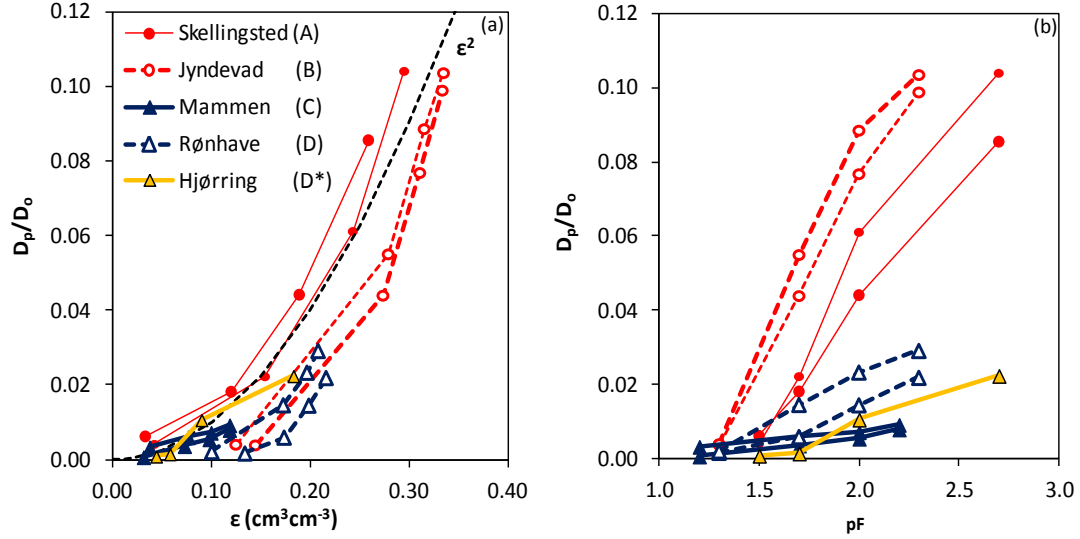 0.12
0.10
0.08
0.06
0.04
0.02
0.00
Dp/Do
0.00 0.10 0.20 0.30 0.40
ε (cm³cm⁻³)
(a)
ε²
Skellingsted (A)
Jyndevad (B)
Mammen (C)
Rønhave (D)
Hjørring (D*)
0.12
0.10
0.08
0.06
0.04
0.02
0.00
Dp/Do
1.0 1.5 2.0 2.5 3.0
pF
(b)